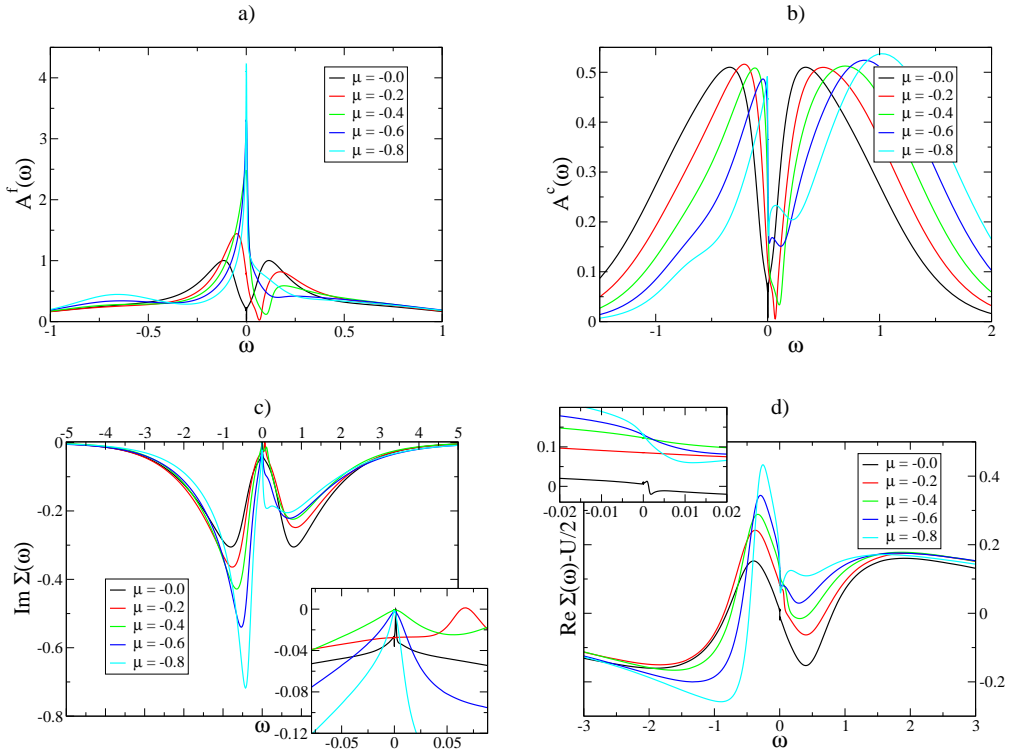 a)
4
3
2
1
0
-1
-0.5
0
0.5
1
ω
A^f(ω)
μ = -0.0
μ = -0.2
μ = -0.4
μ = -0.6
μ = -0.8
b)
0.5
0.4
0.3
0.2
0.1
0
-1
0
1
2
ω
A^c(ω)
μ = -0.0
μ = -0.2
μ = -0.4
μ = -0.6
μ = -0.8
c)
-5 -4 -3 -2 -1 0 1 2 3 4 5
0
-0.2
-0.4
-0.6
-0.8
Im Σ(ω)
ω
μ = -0.0
μ = -0.2
μ = -0.4
μ = -0.6
μ = -0.8
0
-0.04
-0.08
-0.12
-0.05 0 0.05
d)
0.1
0
-0.02 -0.01 0 0.01 0.02
Re Σ(ω)-U/2
0.4
0.2
0
-0.2
-3 -2 -1 0 1 2 3
ω
μ = -0.0
μ = -0.2
μ = -0.4
μ = -0.6
μ = -0.8